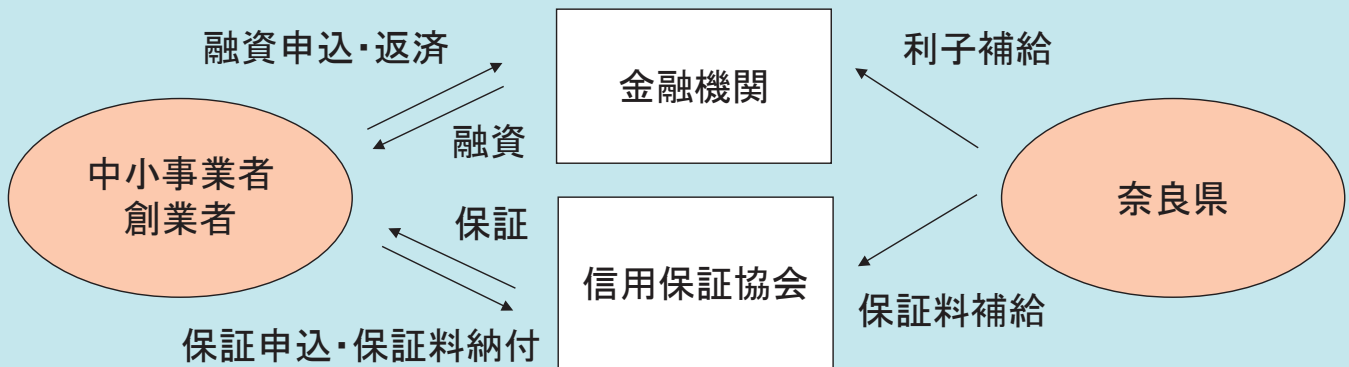 融資申込・返済
金融機関
利子補給
融資
中小事業者
創業者
奈良県
保証
信用保証協会
保証料補給
保証申込・保証料納付